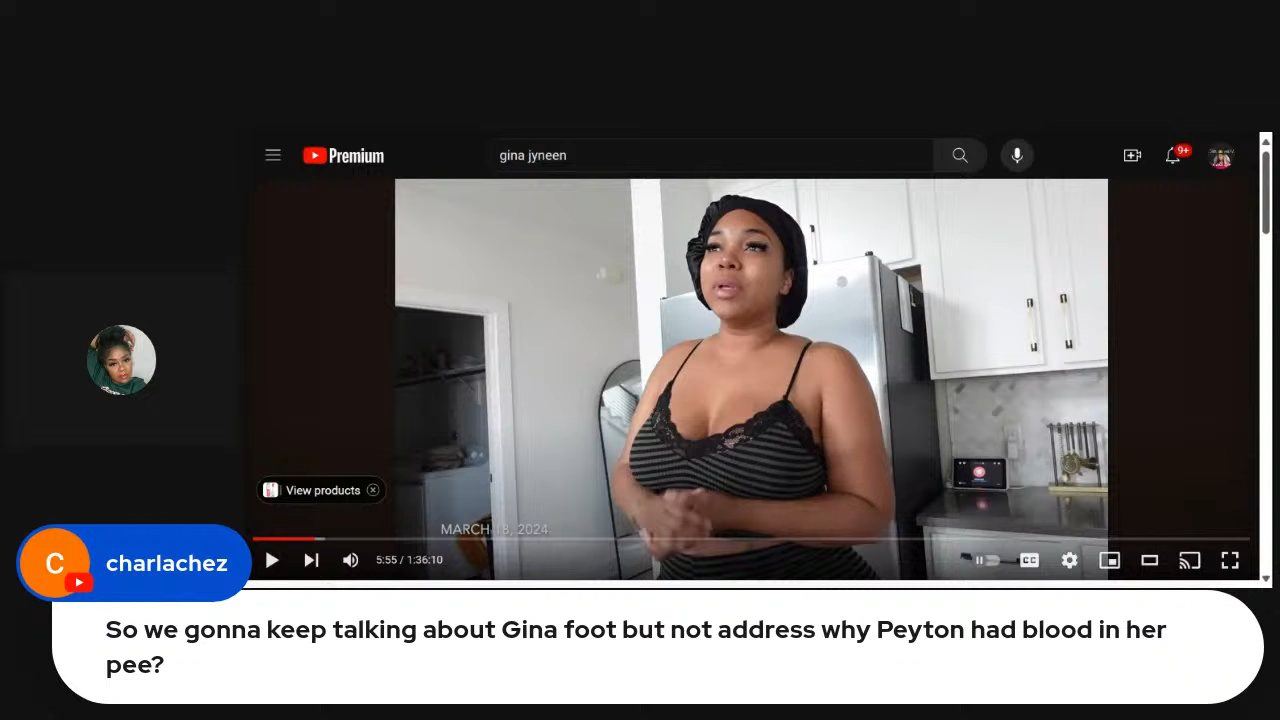 Premium
gina jyneen
9+
View products
MARCH 18, 2024
5:55 / 1:36:10
CC
C
charlachez
So we gonna keep talking about Gina foot but not address why Peyton had blood in her
pee?